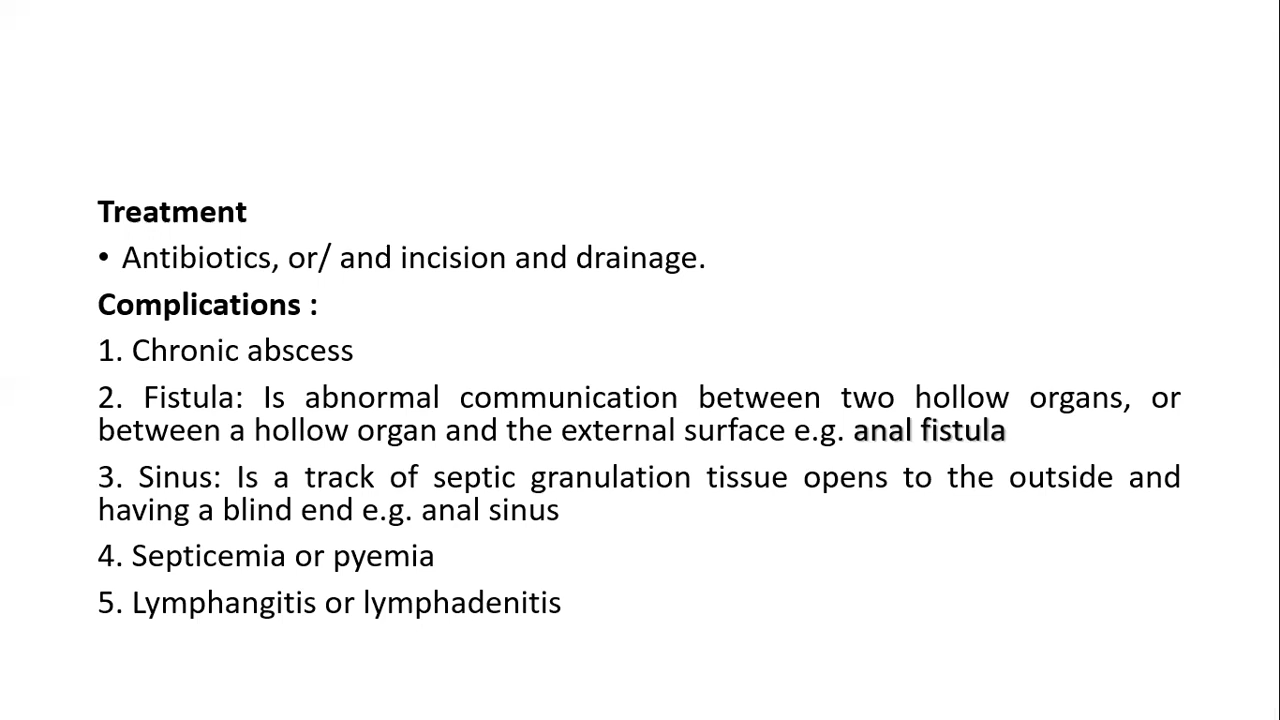 Treatment
• Antibiotics, or/ and incision and drainage.
Complications :
1. Chronic abscess
2. Fistula: Is abnormal communication between two hollow organs, or
between a hollow organ and the external surface e.g. anal fistula
3. Sinus: Is a track of septic granulation tissue opens to the outside and
having a blind end e.g. anal sinus
4. Septicemia or pyemia
5. Lymphangitis or lymphadenitis